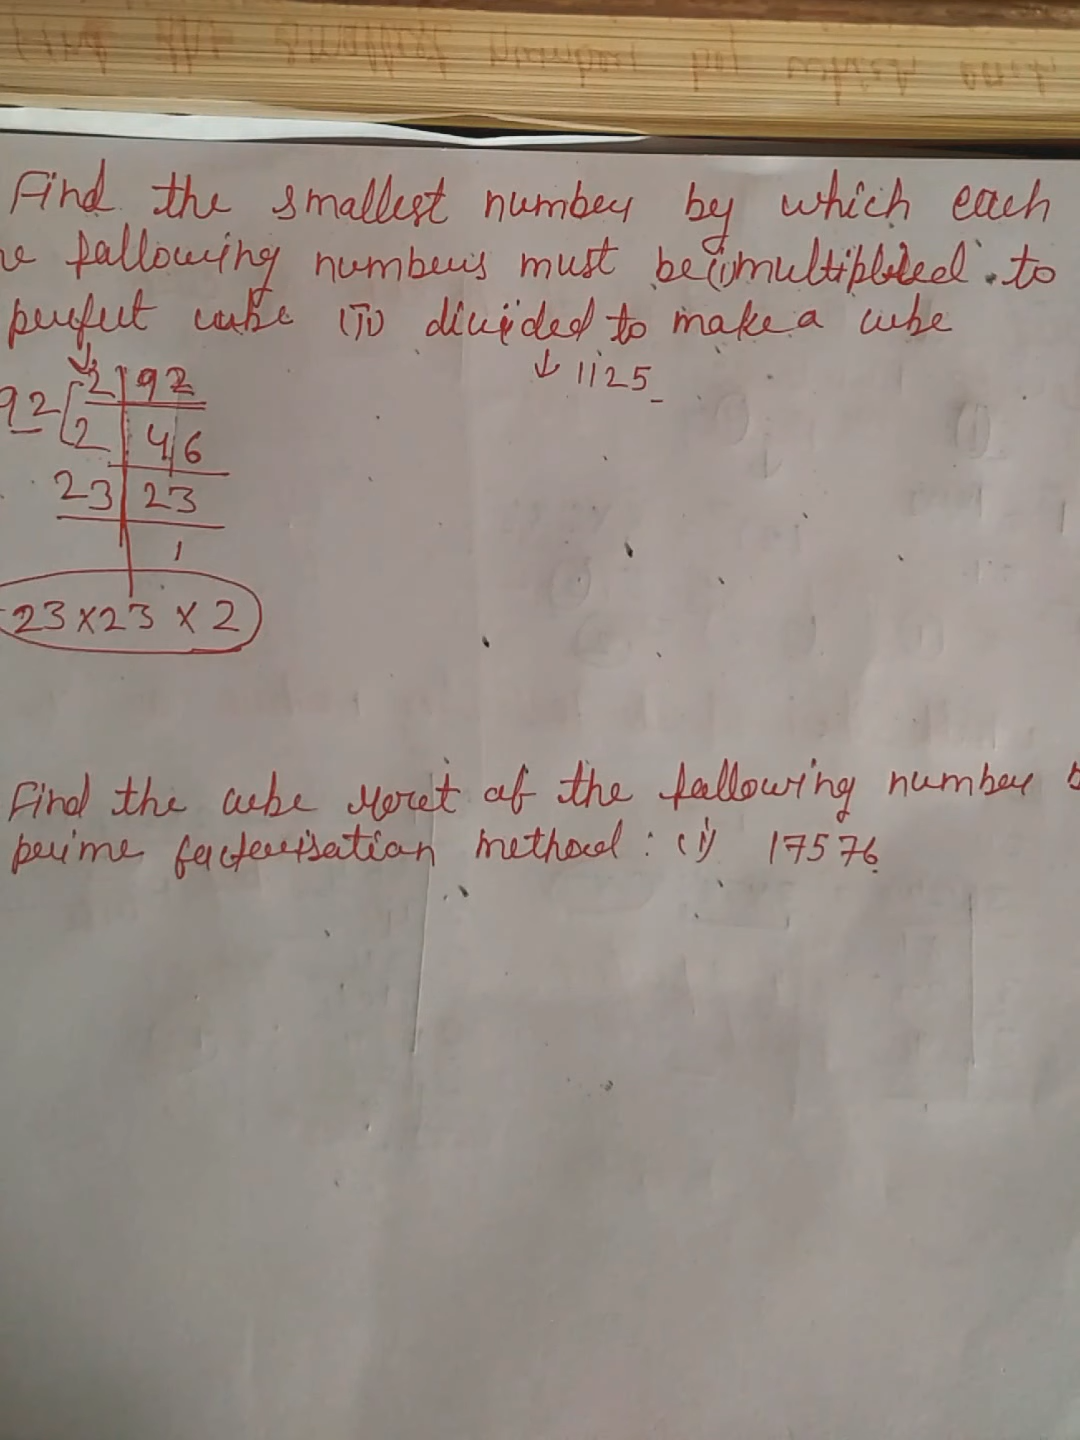 Find the smallest number by which each
fallowing numbers must be (i) multiplied to
perfect cube (ii) divided to make a cube
↓ 1125
92 2 92
2 46
23 23
1
23 × 23 × 2
Find the cube root of the fallowing number
prime factorisation method : (i) 17576